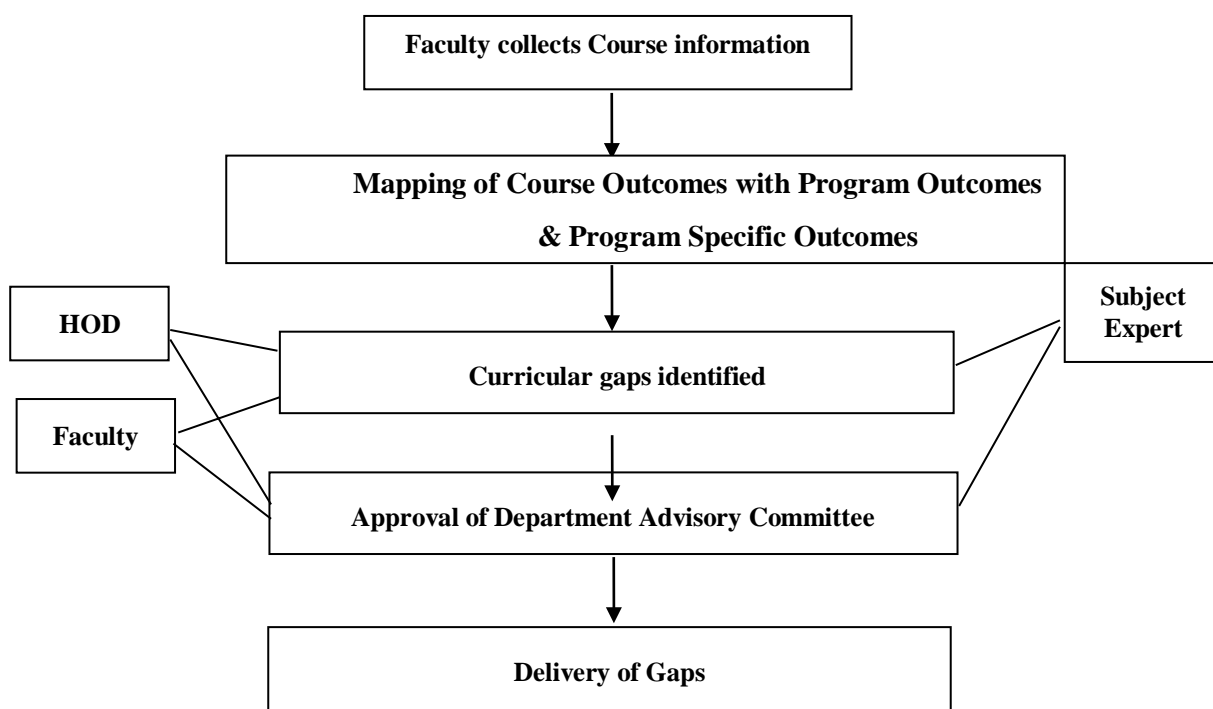 Faculty collects Course information
Mapping of Course Outcomes with Program Outcomes
& Program Specific Outcomes
HOD
Subject
Expert
Curricular gaps identified
Faculty
Approval of Department Advisory Committee
Delivery of Gaps